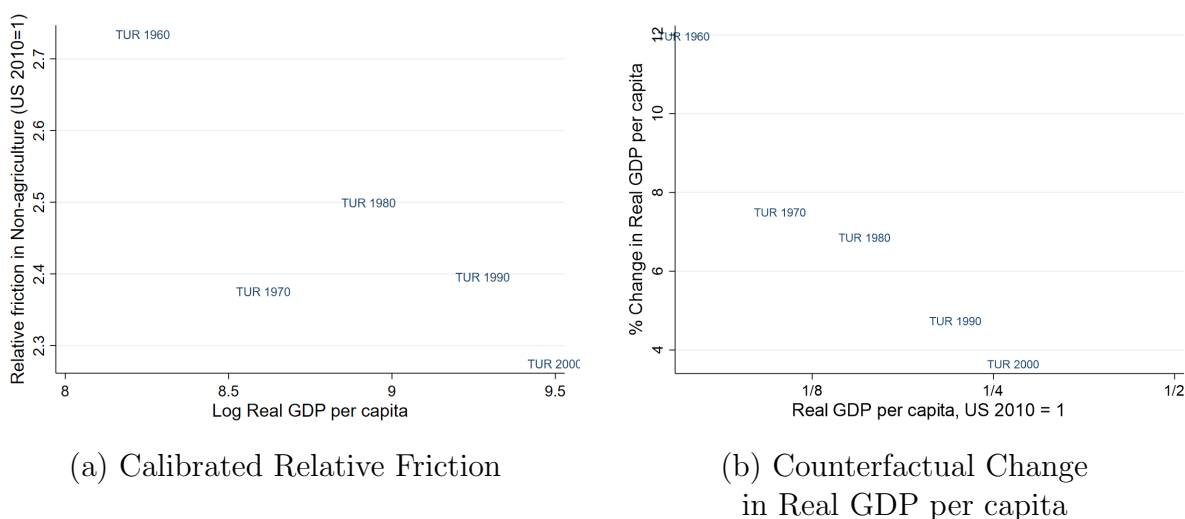 Relative friction in Non-agriculture (US 2010=1)
2.7
2.6
2.5
2.4
2.3
TUR 1960
TUR 1980
TUR 1990
TUR 1970
TUR 2000
8
8.5
9
9.5
Log Real GDP per capita
(a) Calibrated Relative Friction
% Change in Real GDP per capita
12
10
8
6
4
TUR 1960
TUR 1970
TUR 1980
TUR 1990
TUR 2000
1/8
1/4
1/2
Real GDP per capita, US 2010 = 1
(b) Counterfactual Change
in Real GDP per capita